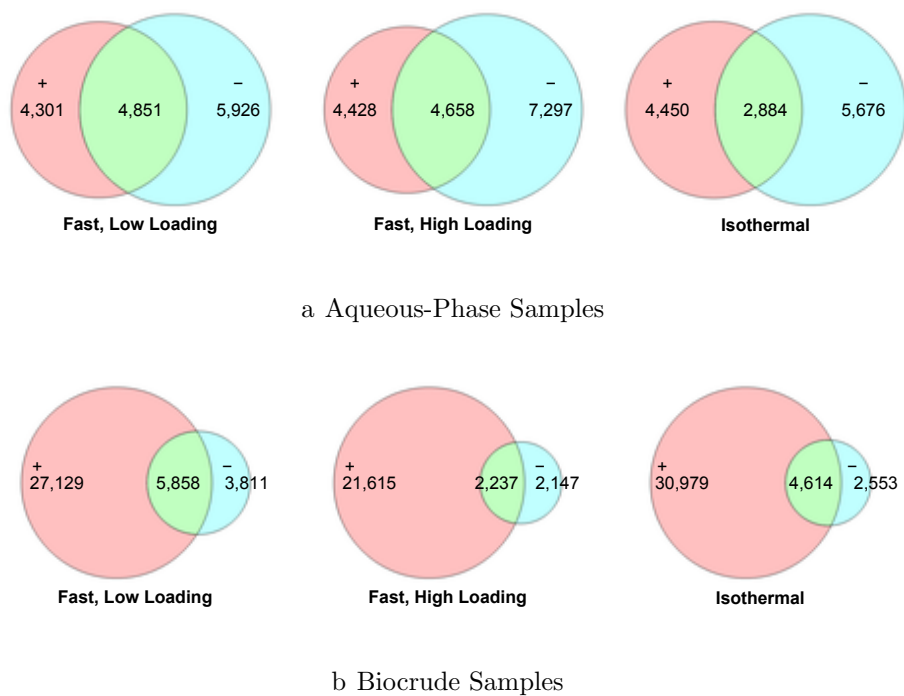 + − + − + −
4,301 4,851 5,926 4,428 4,658 7,297 4,450 2,884 5,676
Fast, Low Loading Fast, High Loading Isothermal
a Aqueous-Phase Samples
+ − + − + −
27,129 5,858 3,811 21,615 2,237 2,147 30,979 4,614 2,553
Fast, Low Loading Fast, High Loading Isothermal
b Biocrude Samples